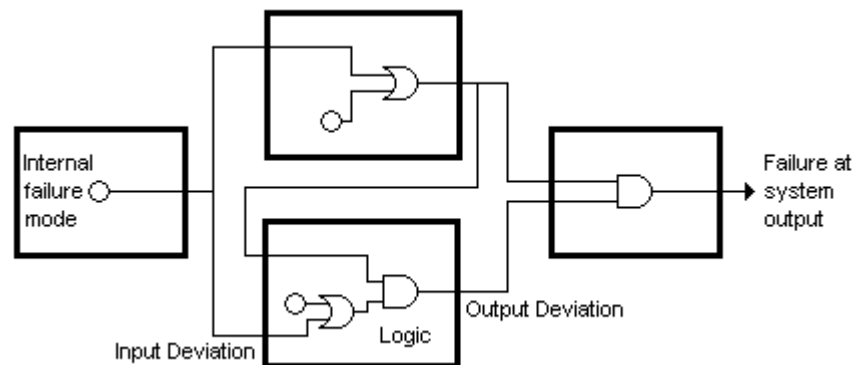 Internal
failure
mode
Failure at
system
output
Output Deviation
Logic
Input Deviation